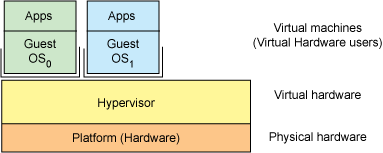 Apps
Guest
OS0
Apps
Guest
OS1
Virtual machines
(Virtual Hardware users)
Hypervisor
Virtual hardware
Platform (Hardware)
Physical hardware